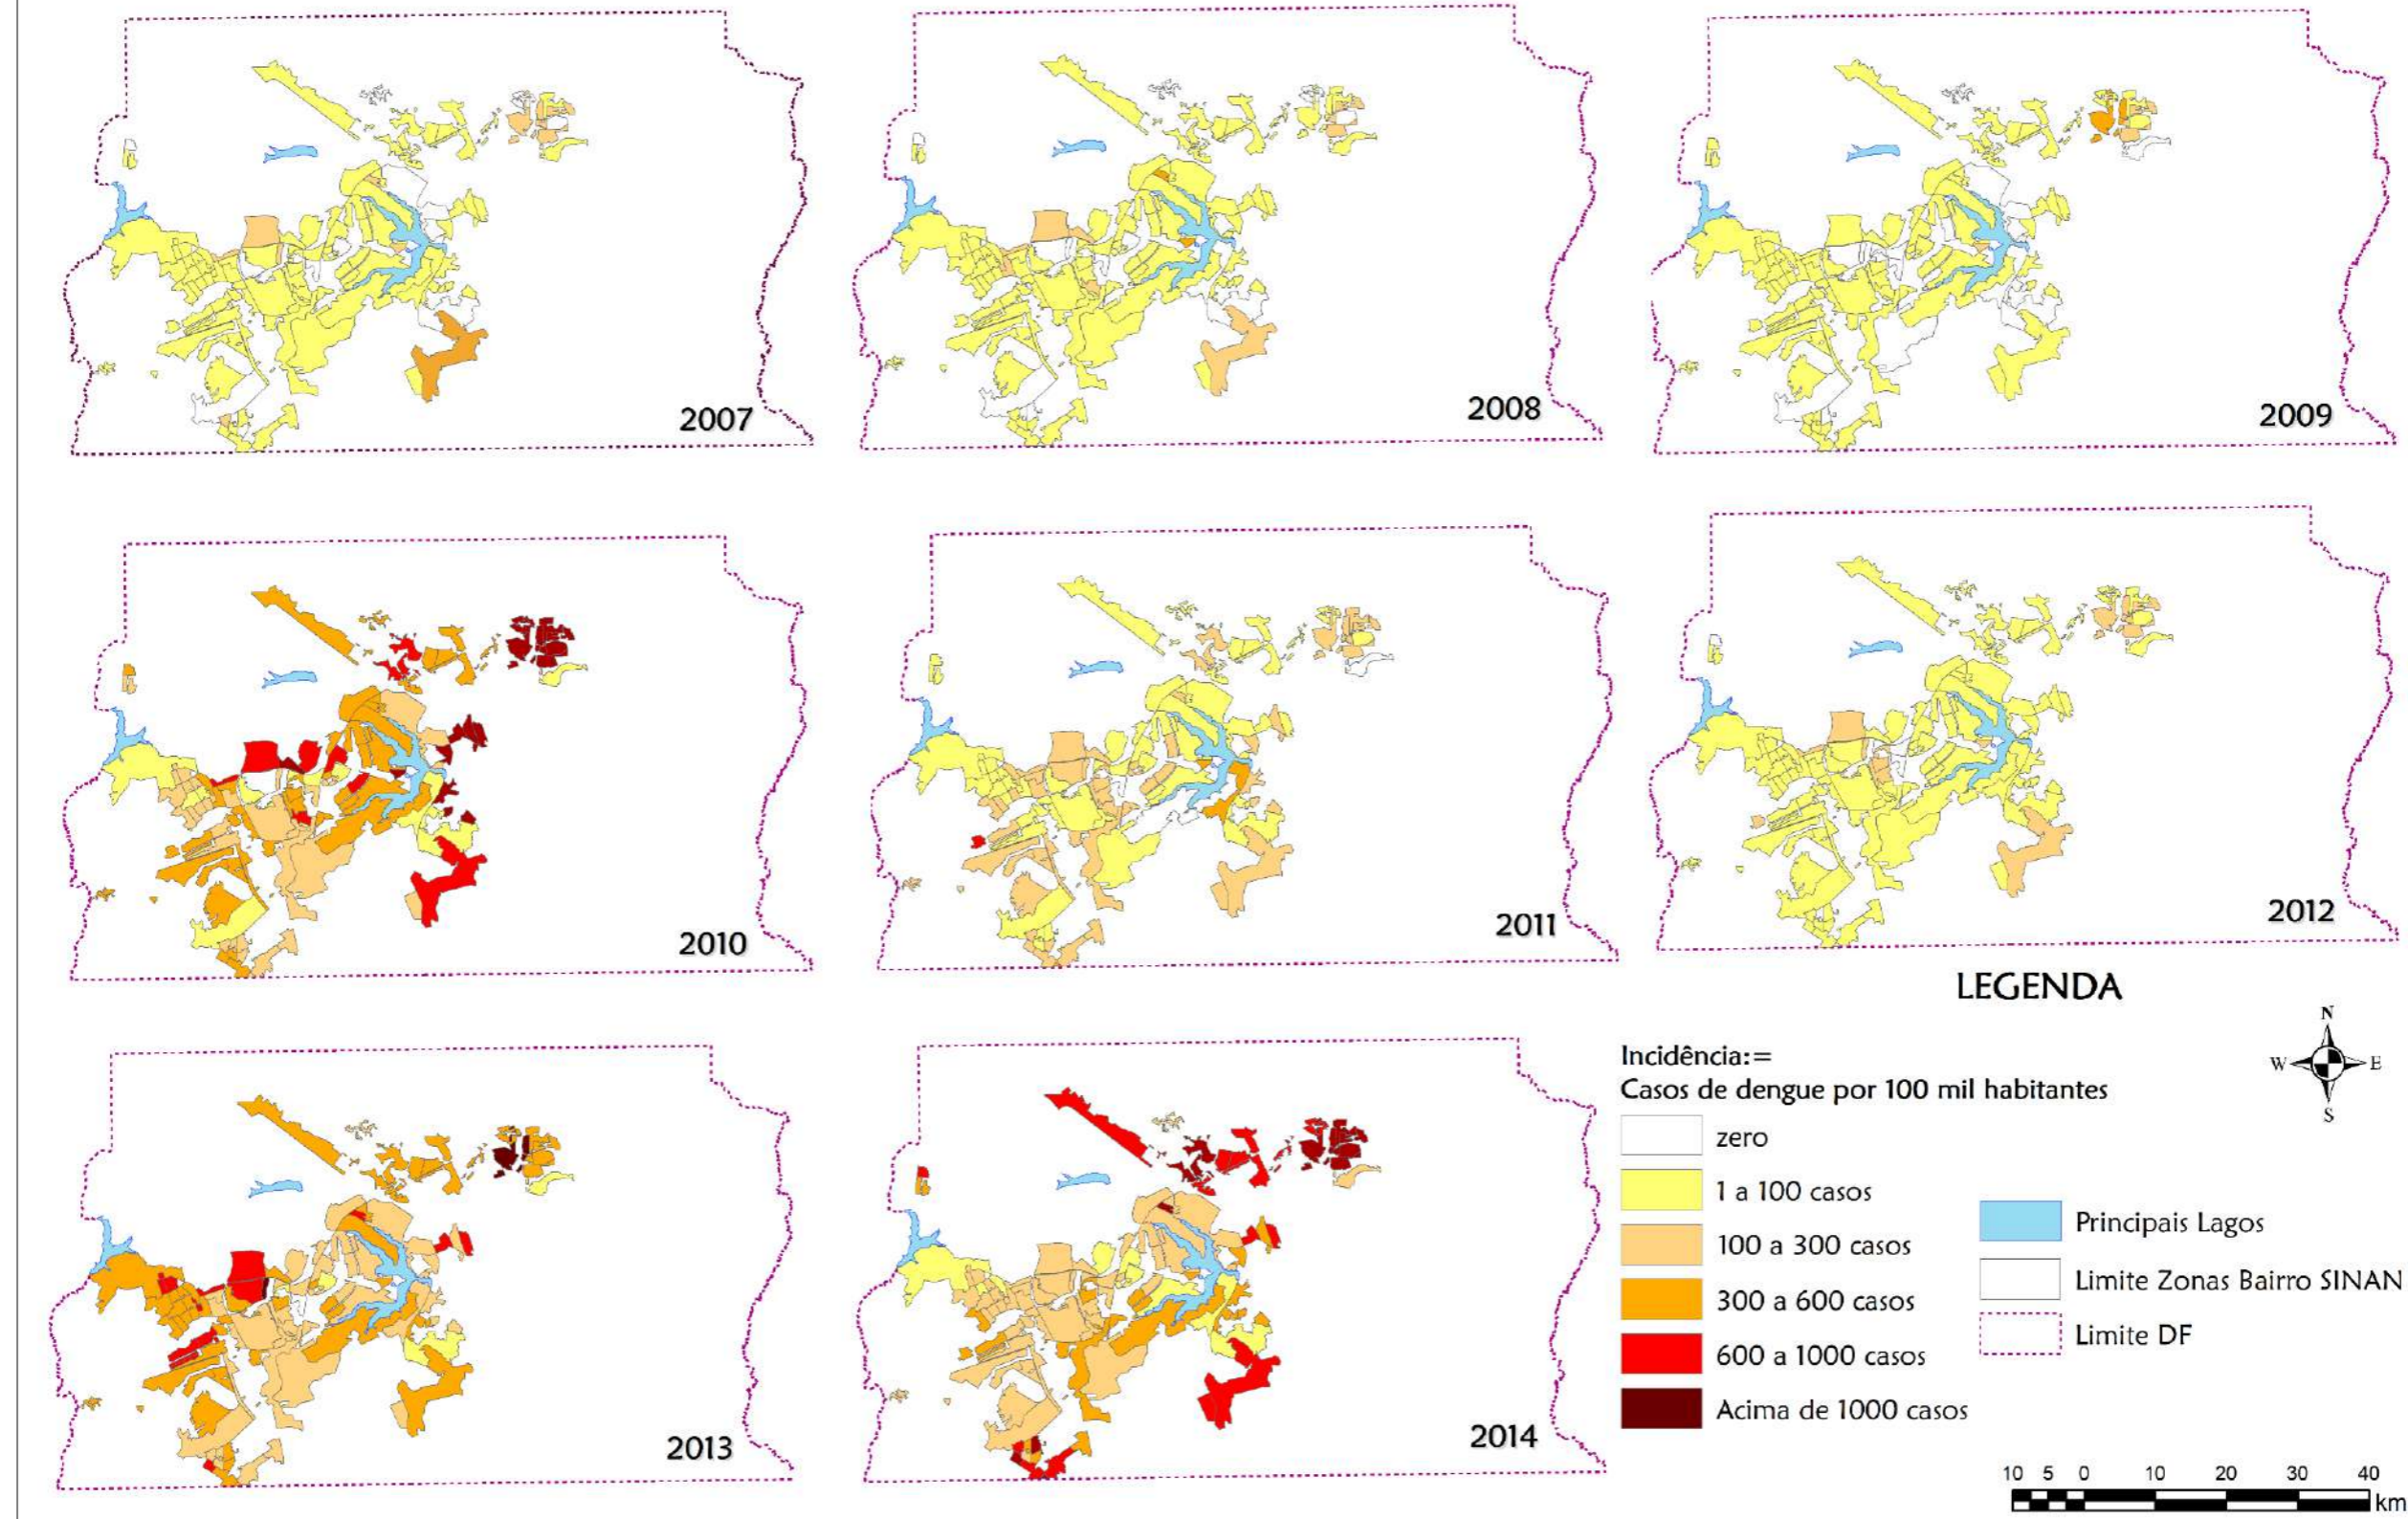 2007
2008
2009
2010
2011
2012
2013
2014
LEGENDA
Incidência:=
Casos de dengue por 100 mil habitantes
zero
1 a 100 casos
100 a 300 casos
300 a 600 casos
600 a 1000 casos
Acima de 1000 casos
Principais Lagos
Limite Zonas Bairro SINAN
Limite DF
N
W E
S
10 5 0 10 20 30 40
km